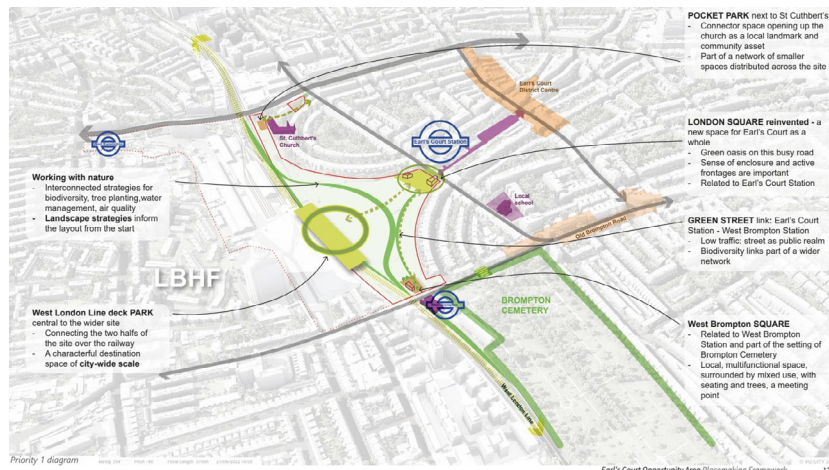 POCKET PARK next to St Cuthbert's
- Connector space opening up the
church as a local landmark and
community asset
- Part of a network of smaller
spaces distributed across the site
Earl's Court
District Centre
LONDON SQUARE reinvented - a
new space for Earl's Court as a
whole
- Green oasis on this busy road
- Sense of enclosure and active
frontages are important
- Related to Earl's Court Station
St. Cuthbert's
Church
Earl's Court Station
Working with nature
- Interconnected strategies for
biodiversity, tree planting,water
management, air quality
- Landscape strategies inform
the layout from the start
Local
school
Old Brompton Road
GREEN STREET link: Earl's Court
Station - West Brompton Station
- Low traffic: street as public realm
- Biodiversity links part of a wider
network
LBHF
West London Line deck PARK
central to the wider site
- Connecting the two halfs of
the site over the railway
- A characterful destination
space of city-wide scale
BROMPTON
CEMETERY
West Brompton SQUARE
- Related to West Brompton
Station and part of the setting of
Brompton Cemetery
- Local, multifunctional space,
surrounded by mixed use, with
seating and trees, a meeting
point
West London Line
Priority 1 diagram
Earl's Court Opportunity Area Placemaking Framework